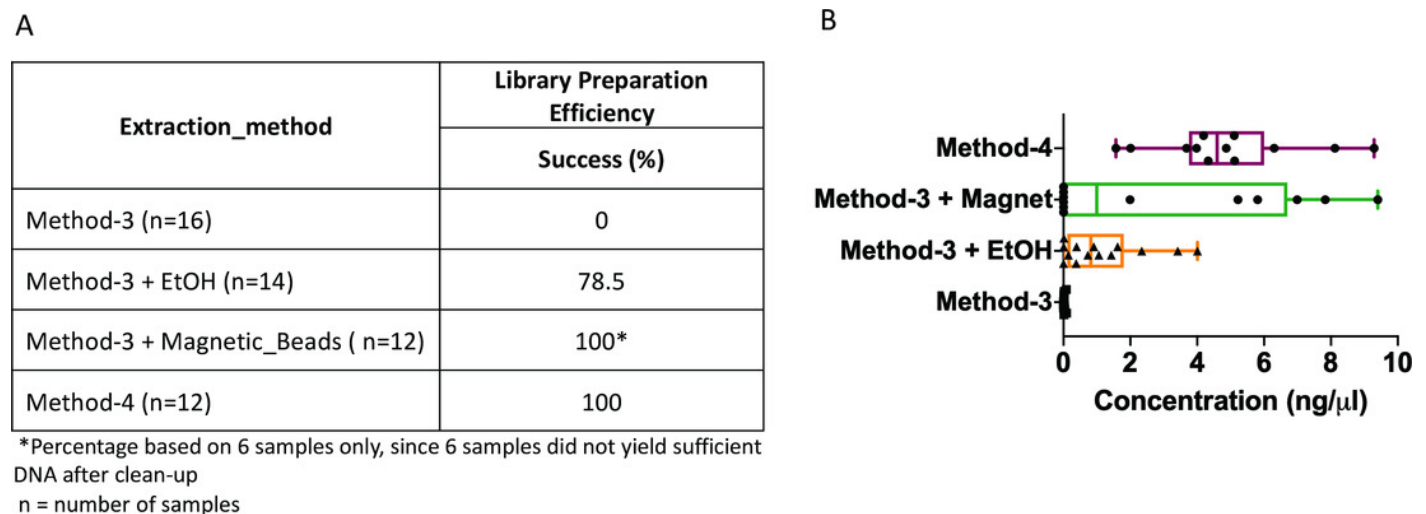 A
Extraction_method
Library Preparation
Efficiency
Success (%)
Method-3 (n=16)
0
Method-3 + EtOH (n=14)
78.5
Method-3 + Magnetic_Beads ( n=12)
100*
Method-4 (n=12)
100
*Percentage based on 6 samples only, since 6 samples did not yield sufficient
DNA after clean-up
n = number of samples
B
Method-4
Method-3 + Magnet
Method-3 + EtOH
Method-3
0 2 4 6 8 10
Concentration (ng/µl)